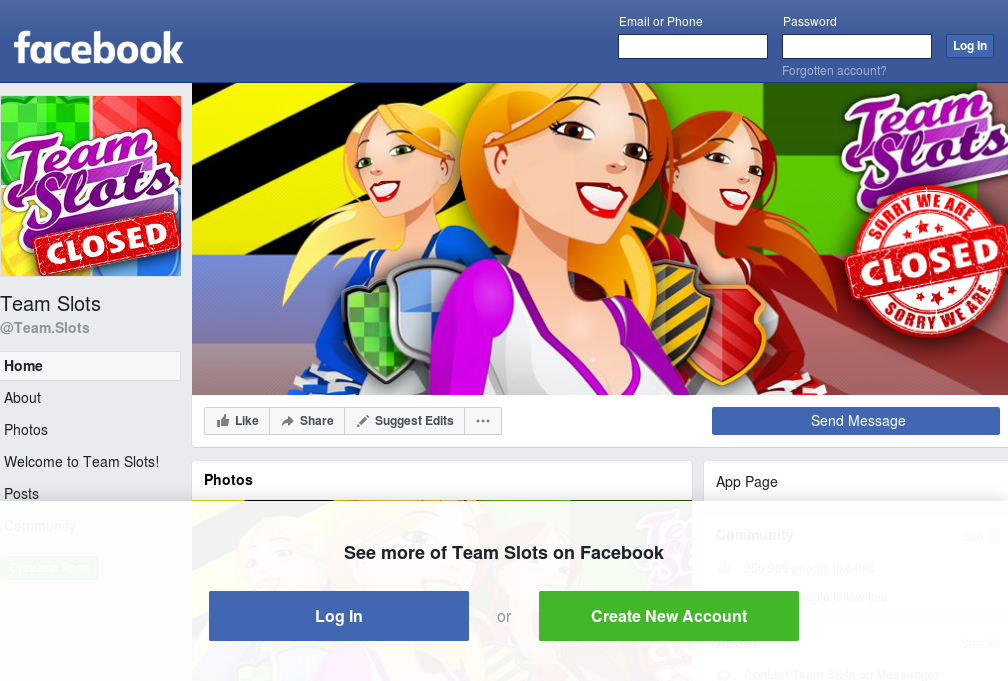 facebook
Email or Phone
Password
Log In
Forgotten account?
Team
Slots
CLOSED
Team
Slots
SORRY WE ARE
CLOSED
SORRY WE ARE
Team Slots
@Team.Slots
Home
About
Photos
Welcome to Team Slots!
Posts
Community
Create a Page
Like
Share
Suggest Edits
Send Message
Photos
App Page
Community
See all
250,985 people like this
people follow this
About
See All
Contact Team Slots on Messenger
See more of Team Slots on Facebook
Log In
or
Create New Account